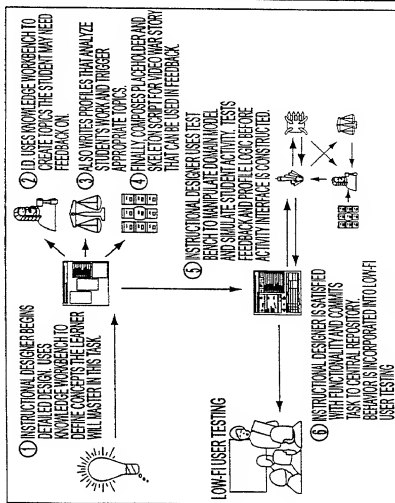 ① INSTRUCTIONAL DESIGNER BEGINS
DETAILED DESIGN. USES
KNOWLEDGE WORKBENCH TO
DEFINE CONCEPTS THE LEARNER
WILL MASTER IN THIS TASK.
② I.D. USES KNOWLEDGE WORKBENCH TO
CREATE TOPICS THE STUDENT MAY NEED
FEEDBACK ON.
③ ALSO WRITES PROFILES THAT ANALYZE
STUDENT'S WORK AND TRIGGER
APPROPRIATE TOPICS.
④ FINALLY, COMPOSES PLACEHOLDER AND
SKELETON SCRIPT FOR VIDEO WAR STORY
THAT CAN BE USED IN FEEDBACK.
⑤ INSTRUCTIONAL DESIGNER USES TEST
BENCH TO MANIPULATE DOMAIN MODEL
AND SIMULATE STUDENT ACTIVITY. TESTS
FEEDBACK AND PROFILE LOGIC BEFORE
ACTIVITY INTERFACE IS CONSTRUCTED.
LOW-FI USER TESTING
⑥ INSTRUCTIONAL DESIGNER IS SATISFIED
WITH FUNCTIONALITY AND COMMITS
TASK TO CENTRAL REPOSITORY.
BEHAVIOR IS INCORPORATED INTO LOW-FI
USER TESTING